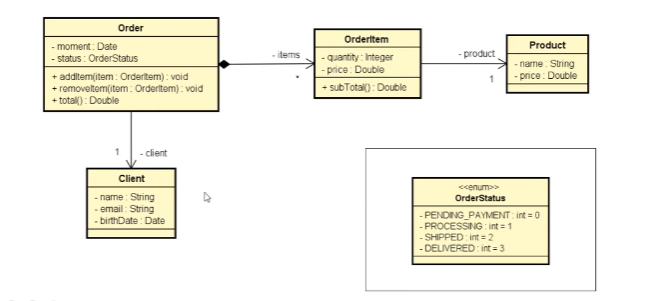 Order
- moment : Date
- status : OrderStatus
+ addItem(item : OrderItem) : void
+ removeItem(item : OrderItem) : void
+ total() : Double
- items
*
OrderItem
- quantity : Integer
- price : Double
+ subTotal() : Double
- product
1
Product
- name : String
- price : Double
1
- client
Client
- name : String
- email : String
- birthDate : Date
<<enum>>
OrderStatus
- PENDING_PAYMENT : int = 0
- PROCESSING : int = 1
- SHIPPED : int = 2
- DELIVERED : int = 3